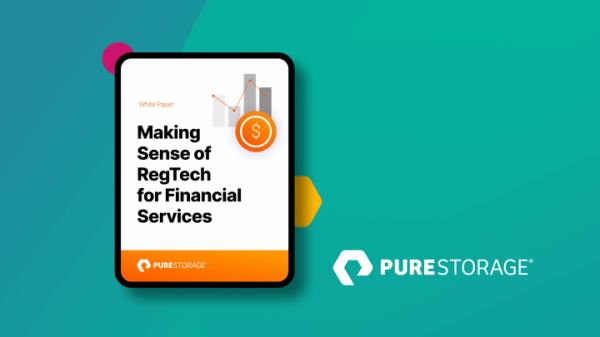 White Paper
Making
Sense of
RegTech
for Financial
Services
$
PURESTORAGE
PURESTORAGE®